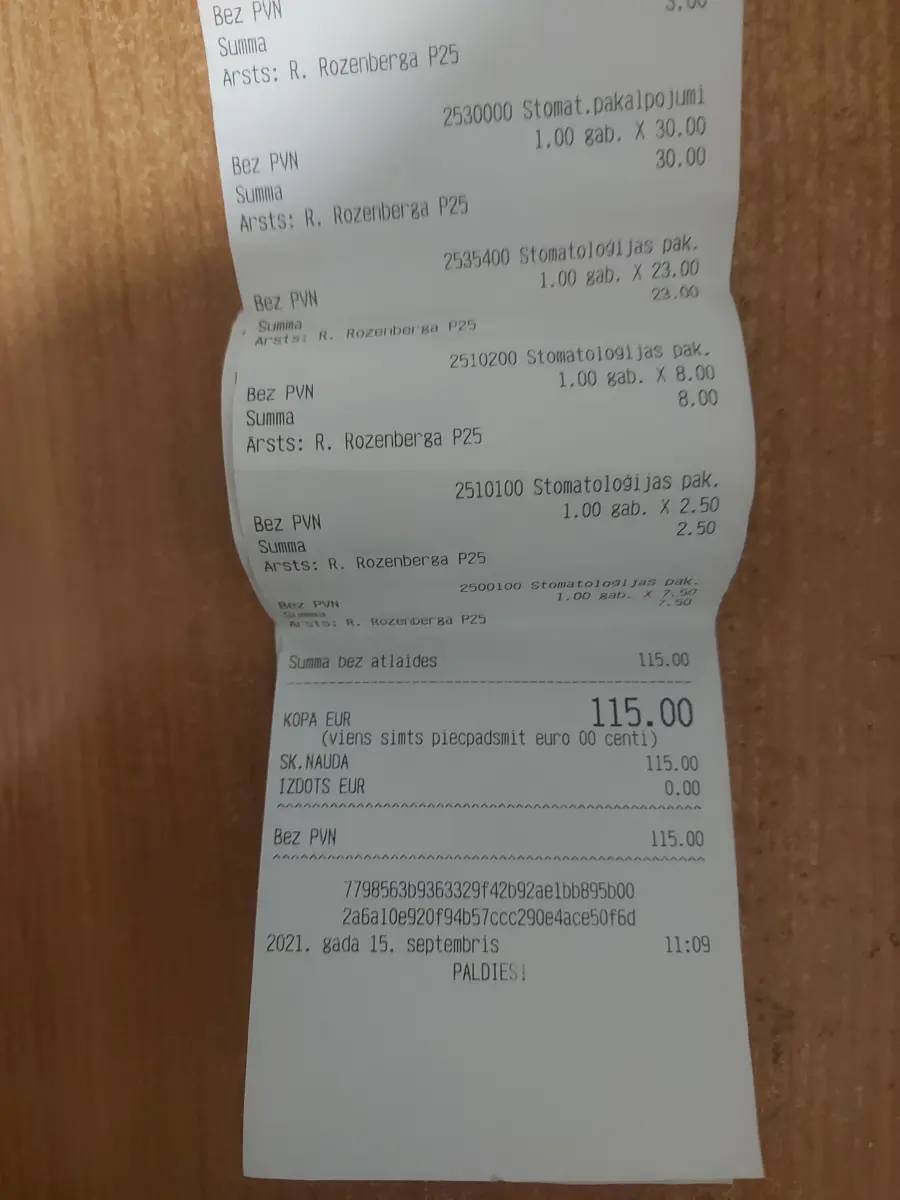 Bez PVN 3.00
Summa
Ārsts: R. Rozenberga P25
2530000 Stomat.pakalpojumi
1.00 gab. X 30.00
Bez PVN 30.00
Summa
Ārsts: R. Rozenberga P25
2535400 Stomatoloģijas pak.
1.00 gab. X 23.00
Bez PVN 23.00
Summa
Ārsts: R. Rozenberga P25
2510200 Stomatoloģijas pak.
1.00 gab. X 8.00
Bez PVN 8.00
Summa
Ārsts: R. Rozenberga P25
2510100 Stomatoloģijas pak.
1.00 gab. X 2.50
Bez PVN 2.50
Summa
Ārsts: R. Rozenberga P25
2500100 Stomatoloģijas pak.
1.00 gab. X 7.50
Bez PVN 7.50
Summa
Ārsts: R. Rozenberga P25
Summa bez atlaides 115.00
KOPĀ EUR 115.00
(viens simts piecpadsmit euro 00 centi)
SK.NAUDA 115.00
IZDOTS EUR 0.00
Bez PVN 115.00
7798563b9363329f42b92ae1bb895b00
2a6a10e920f94b57ccc290e4ace50f6d
2021. gada 15. septembris 11:09
PALDIES!